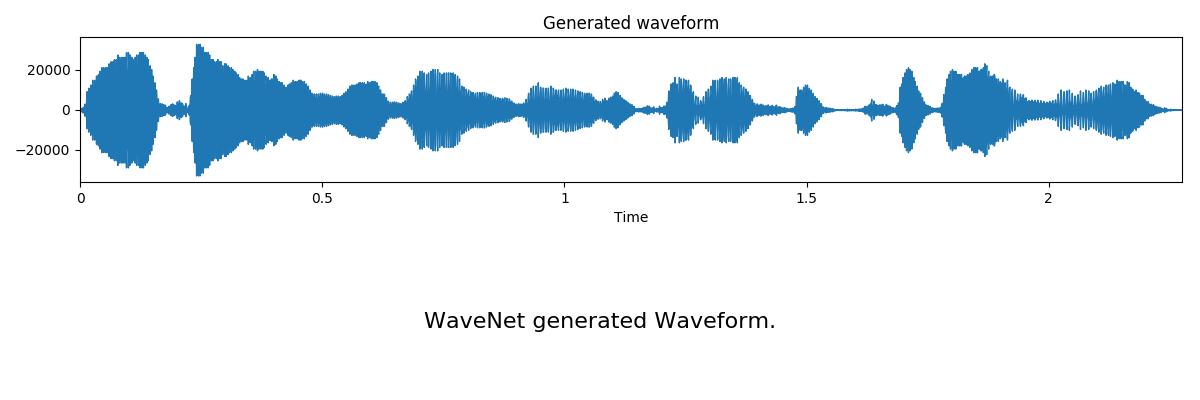 Generated waveform
20000
0
−20000
0 0.5 1 1.5 2
Time
WaveNet generated Waveform.